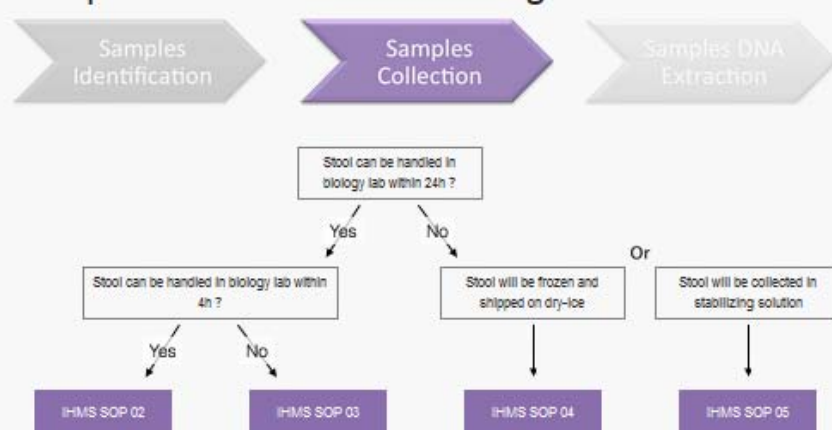 Samples
Identification
Samples
Collection
Samples DNA
Extraction
Stool can be handled in
biology lab within 24h ?
Yes
No
Or
Stool can be handled in biology lab within
4h ?
Stool will be frozen and
shipped on dry-ice
Stool will be collected in
stabilizing solution
Yes
No
IHMS SOP 02
IHMS SOP 03
IHMS SOP 04
IHMS SOP 05